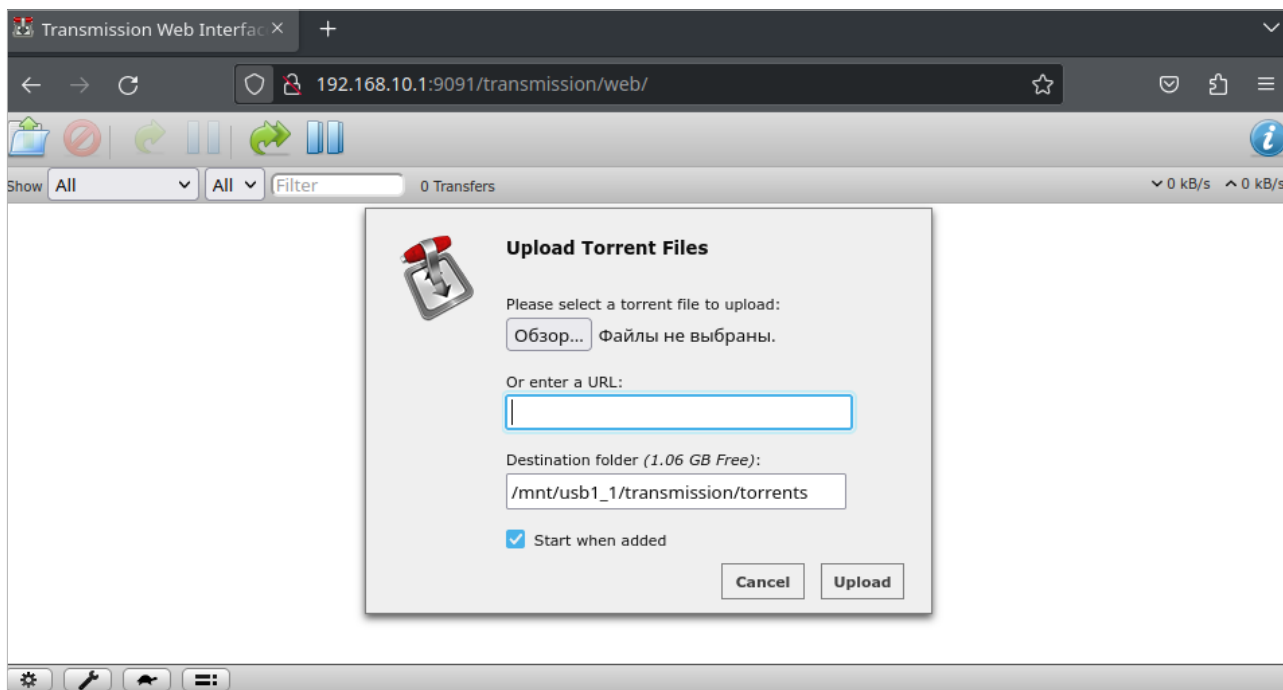 Transmission Web Interfac
192.168.10.1:9091/transmission/web/
Show All All Filter 0 Transfers 0 kB/s 0 kB/s
Upload Torrent Files
Please select a torrent file to upload:
Обзор... Файлы не выбраны.
Or enter a URL:
Destination folder (1.06 GB Free):
/mnt/usb1_1/transmission/torrents
Start when added
Cancel Upload